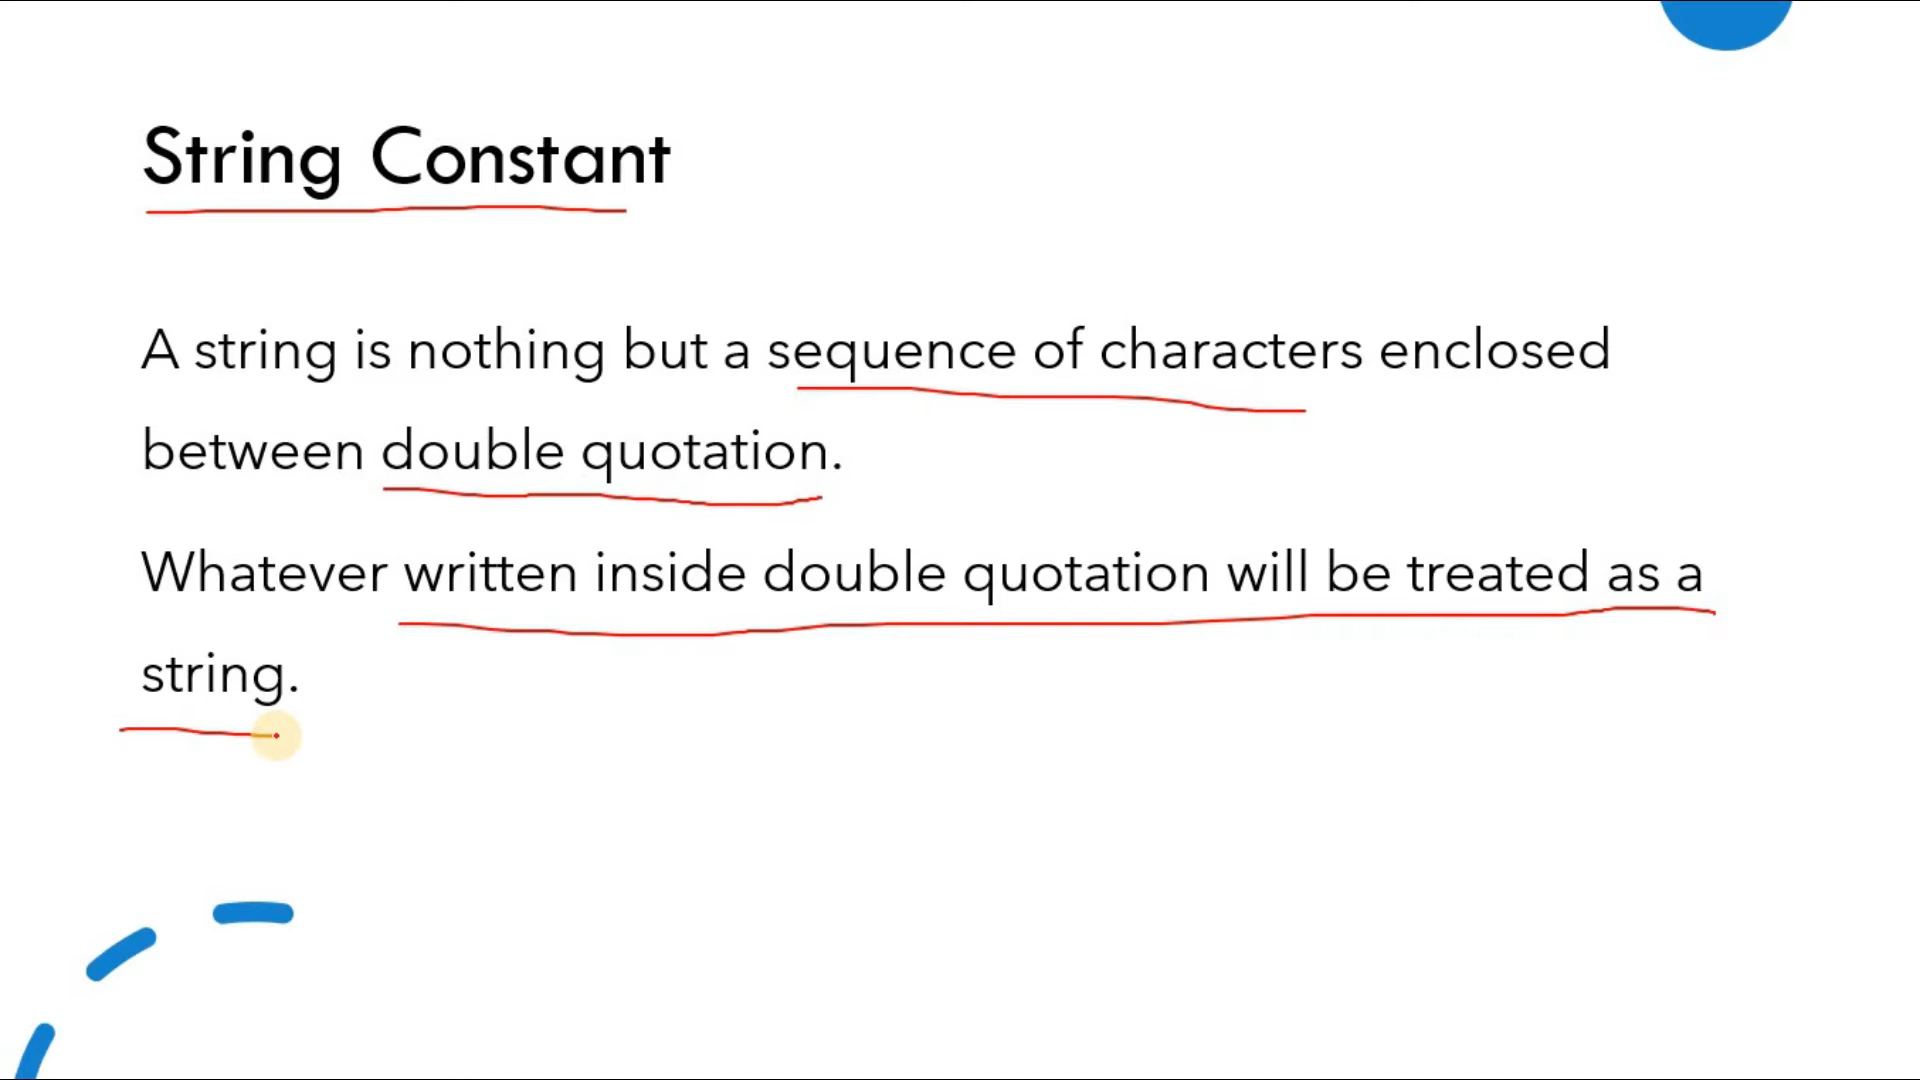 String Constant
A string is nothing but a sequence of characters enclosed
between double quotation.
Whatever written inside double quotation will be treated as a
string.